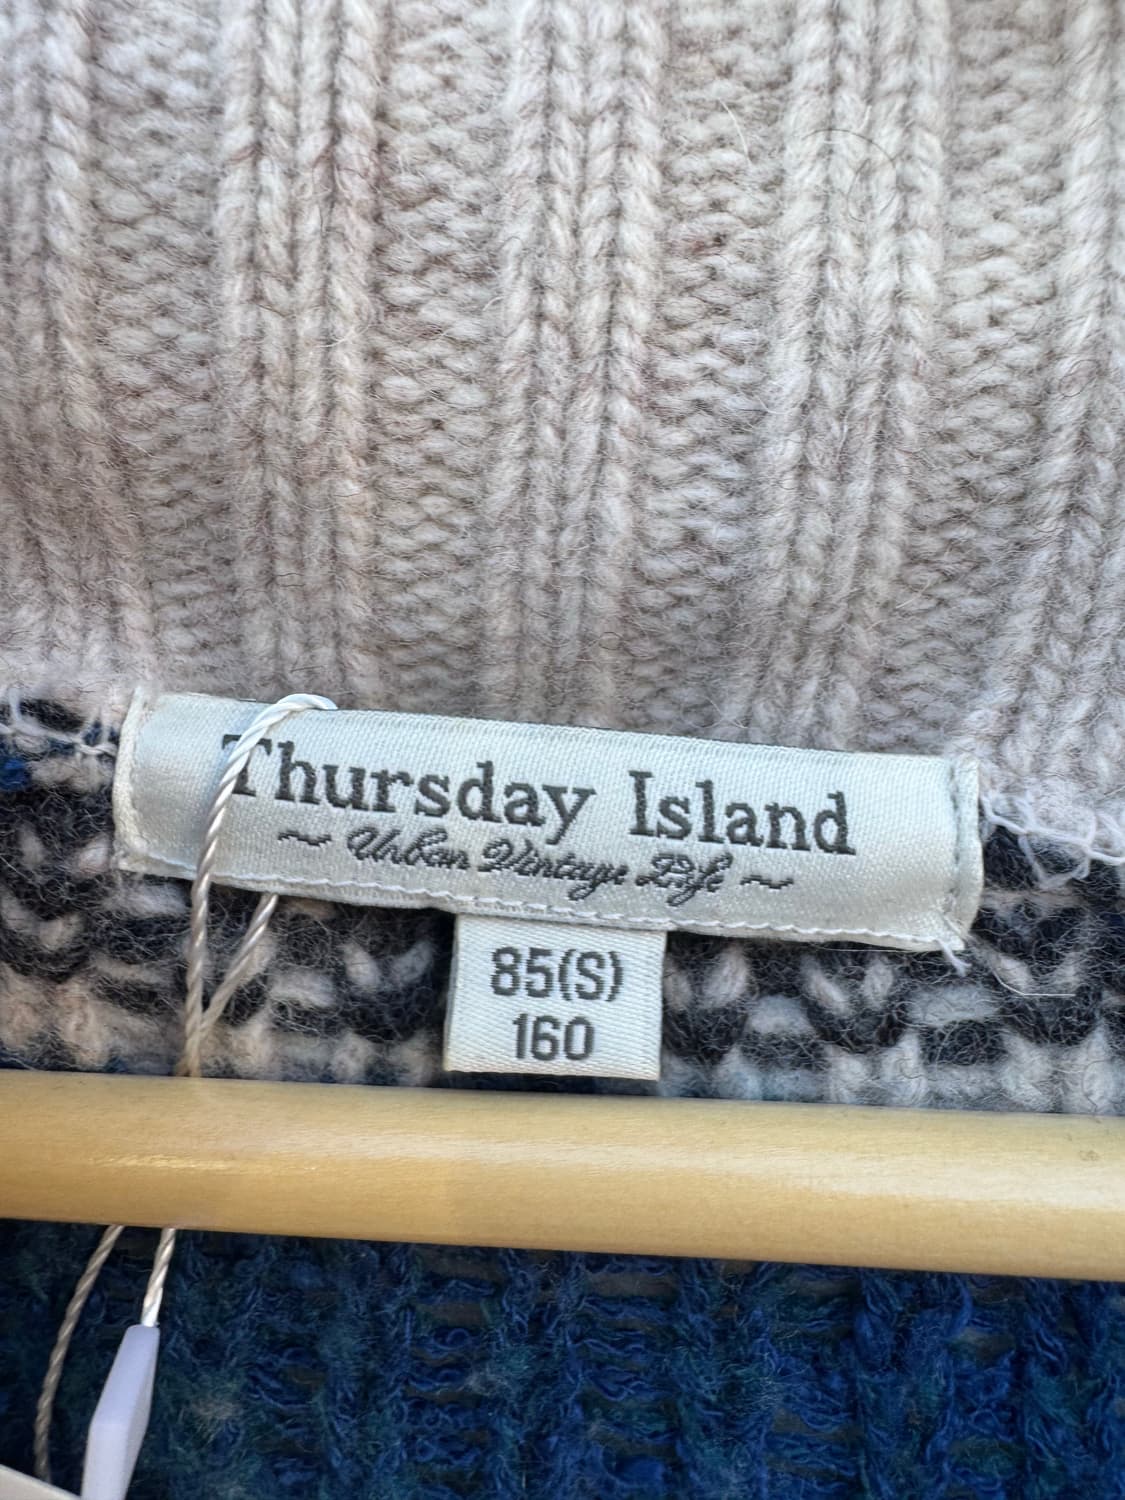 Thursday Island
~ Urban Vintage Life ~
85(S)
160